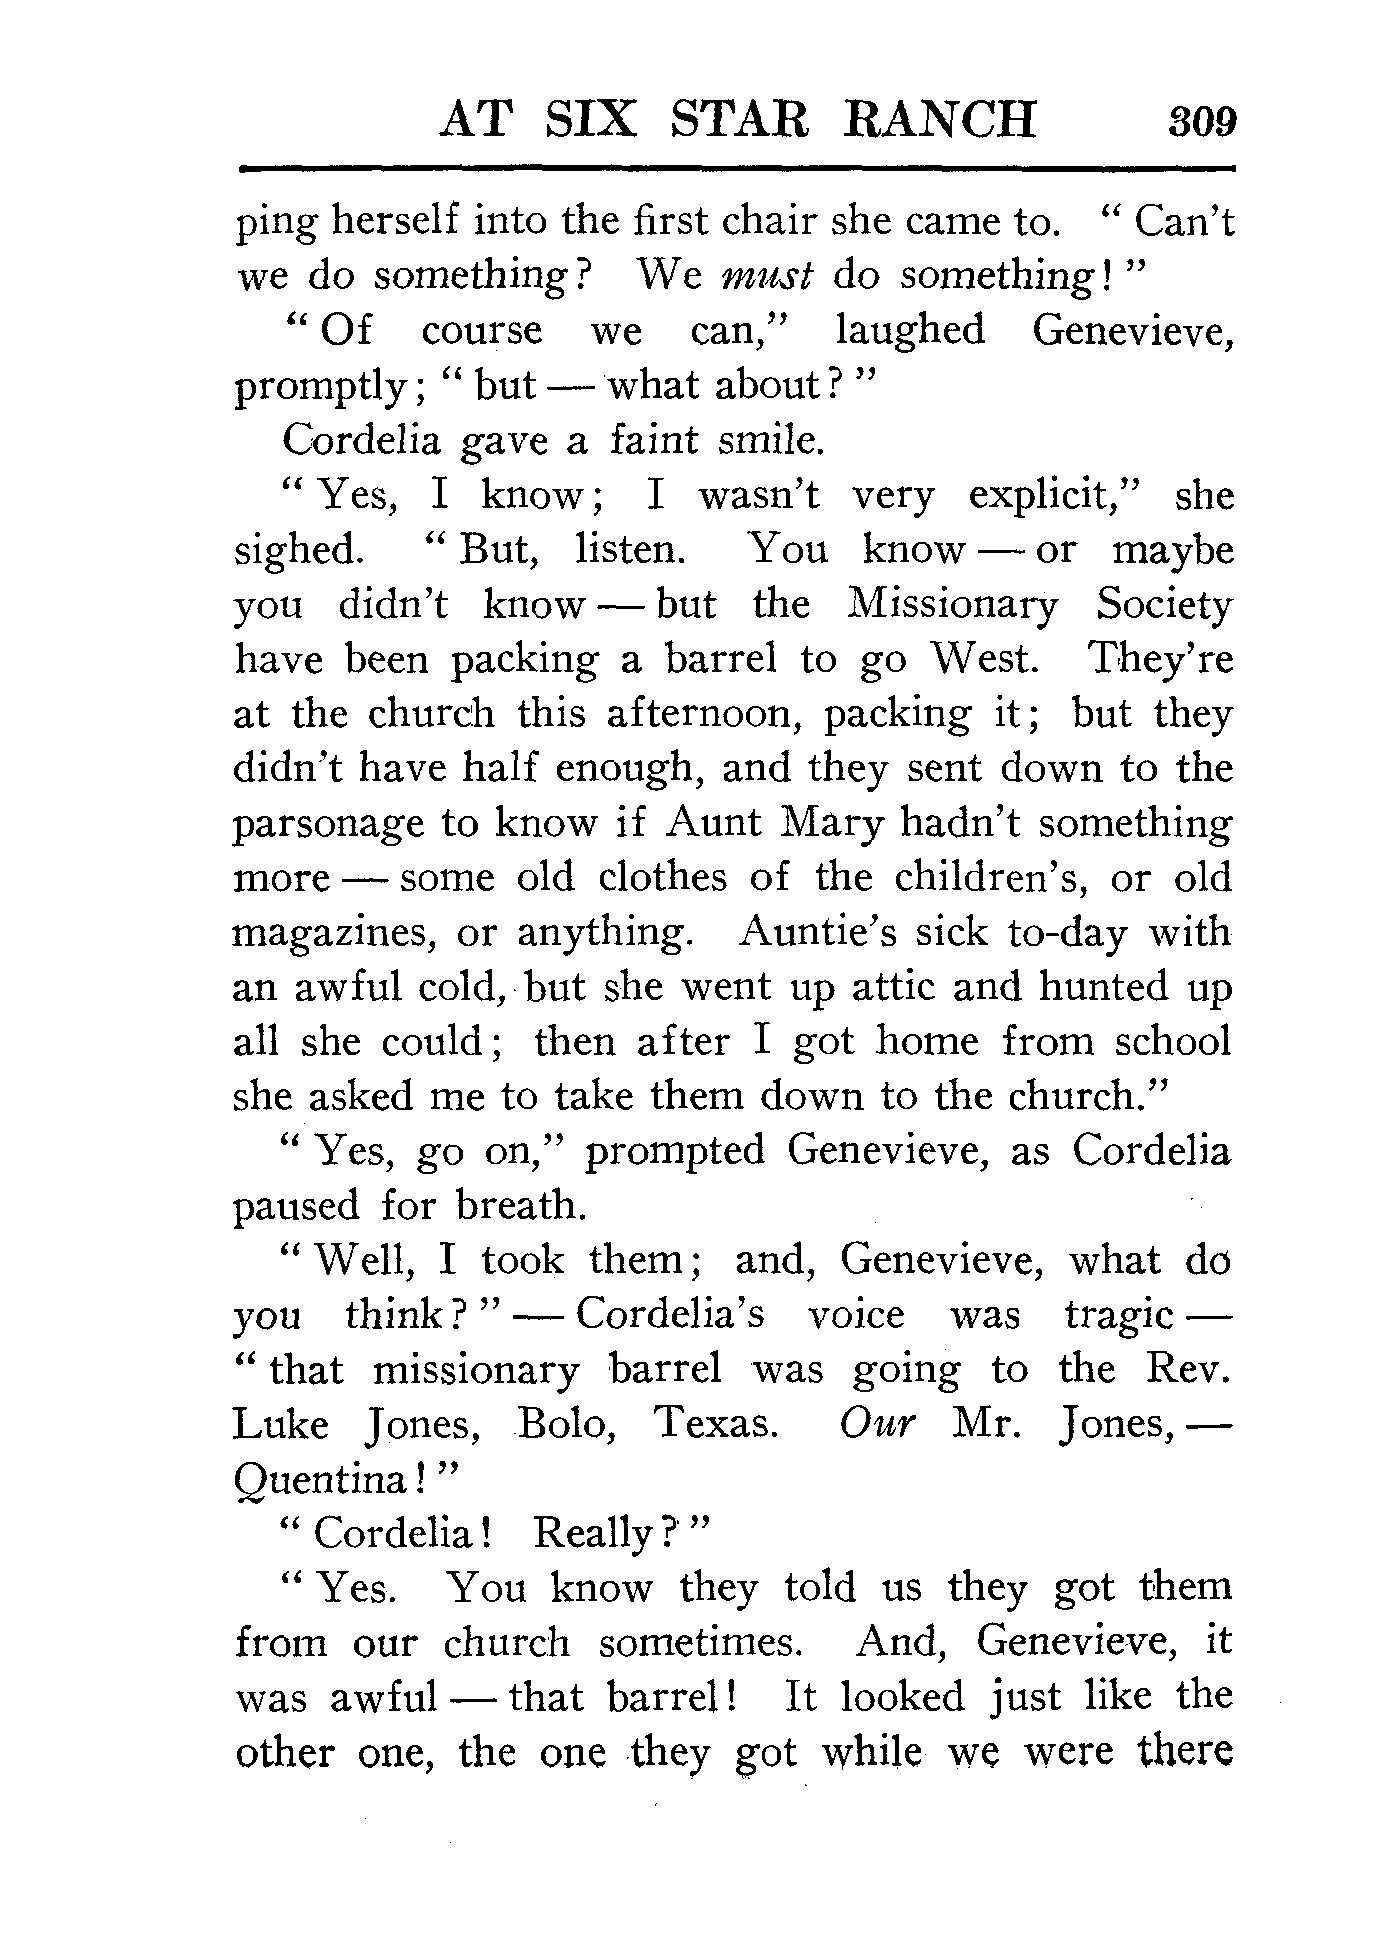 AT SIX STAR RANCH 309
ping herself into the first chair she came to. " Can't
we do something? We must do something! "
" Of course we can," laughed Genevieve,
promptly; " but — what about? "
Cordelia gave a faint smile.
" Yes, I know; I wasn't very explicit," she
sighed. " But, listen. You know — or maybe
you didn't know — but the Missionary Society
have been packing a barrel to go West. They're
at the church this afternoon, packing it; but they
didn't have half enough, and they sent down to the
parsonage to know if Aunt Mary hadn't something
more — some old clothes of the children's, or old
magazines, or anything. Auntie's sick to-day with
an awful cold, but she went up attic and hunted up
all she could; then after I got home from school
she asked me to take them down to the church."
" Yes, go on," prompted Genevieve, as Cordelia
paused for breath.
" Well, I took them; and, Genevieve, what do
you think? " — Cordelia's voice was tragic —
" that missionary barrel was going to the Rev.
Luke Jones, Bolo, Texas. Our Mr. Jones, —
Quentina! "
" Cordelia! Really? "
" Yes. You know they told us they got them
from our church sometimes. And, Genevieve, it
was awful — that barrel! It looked just like the
other one, the one they got while we were there